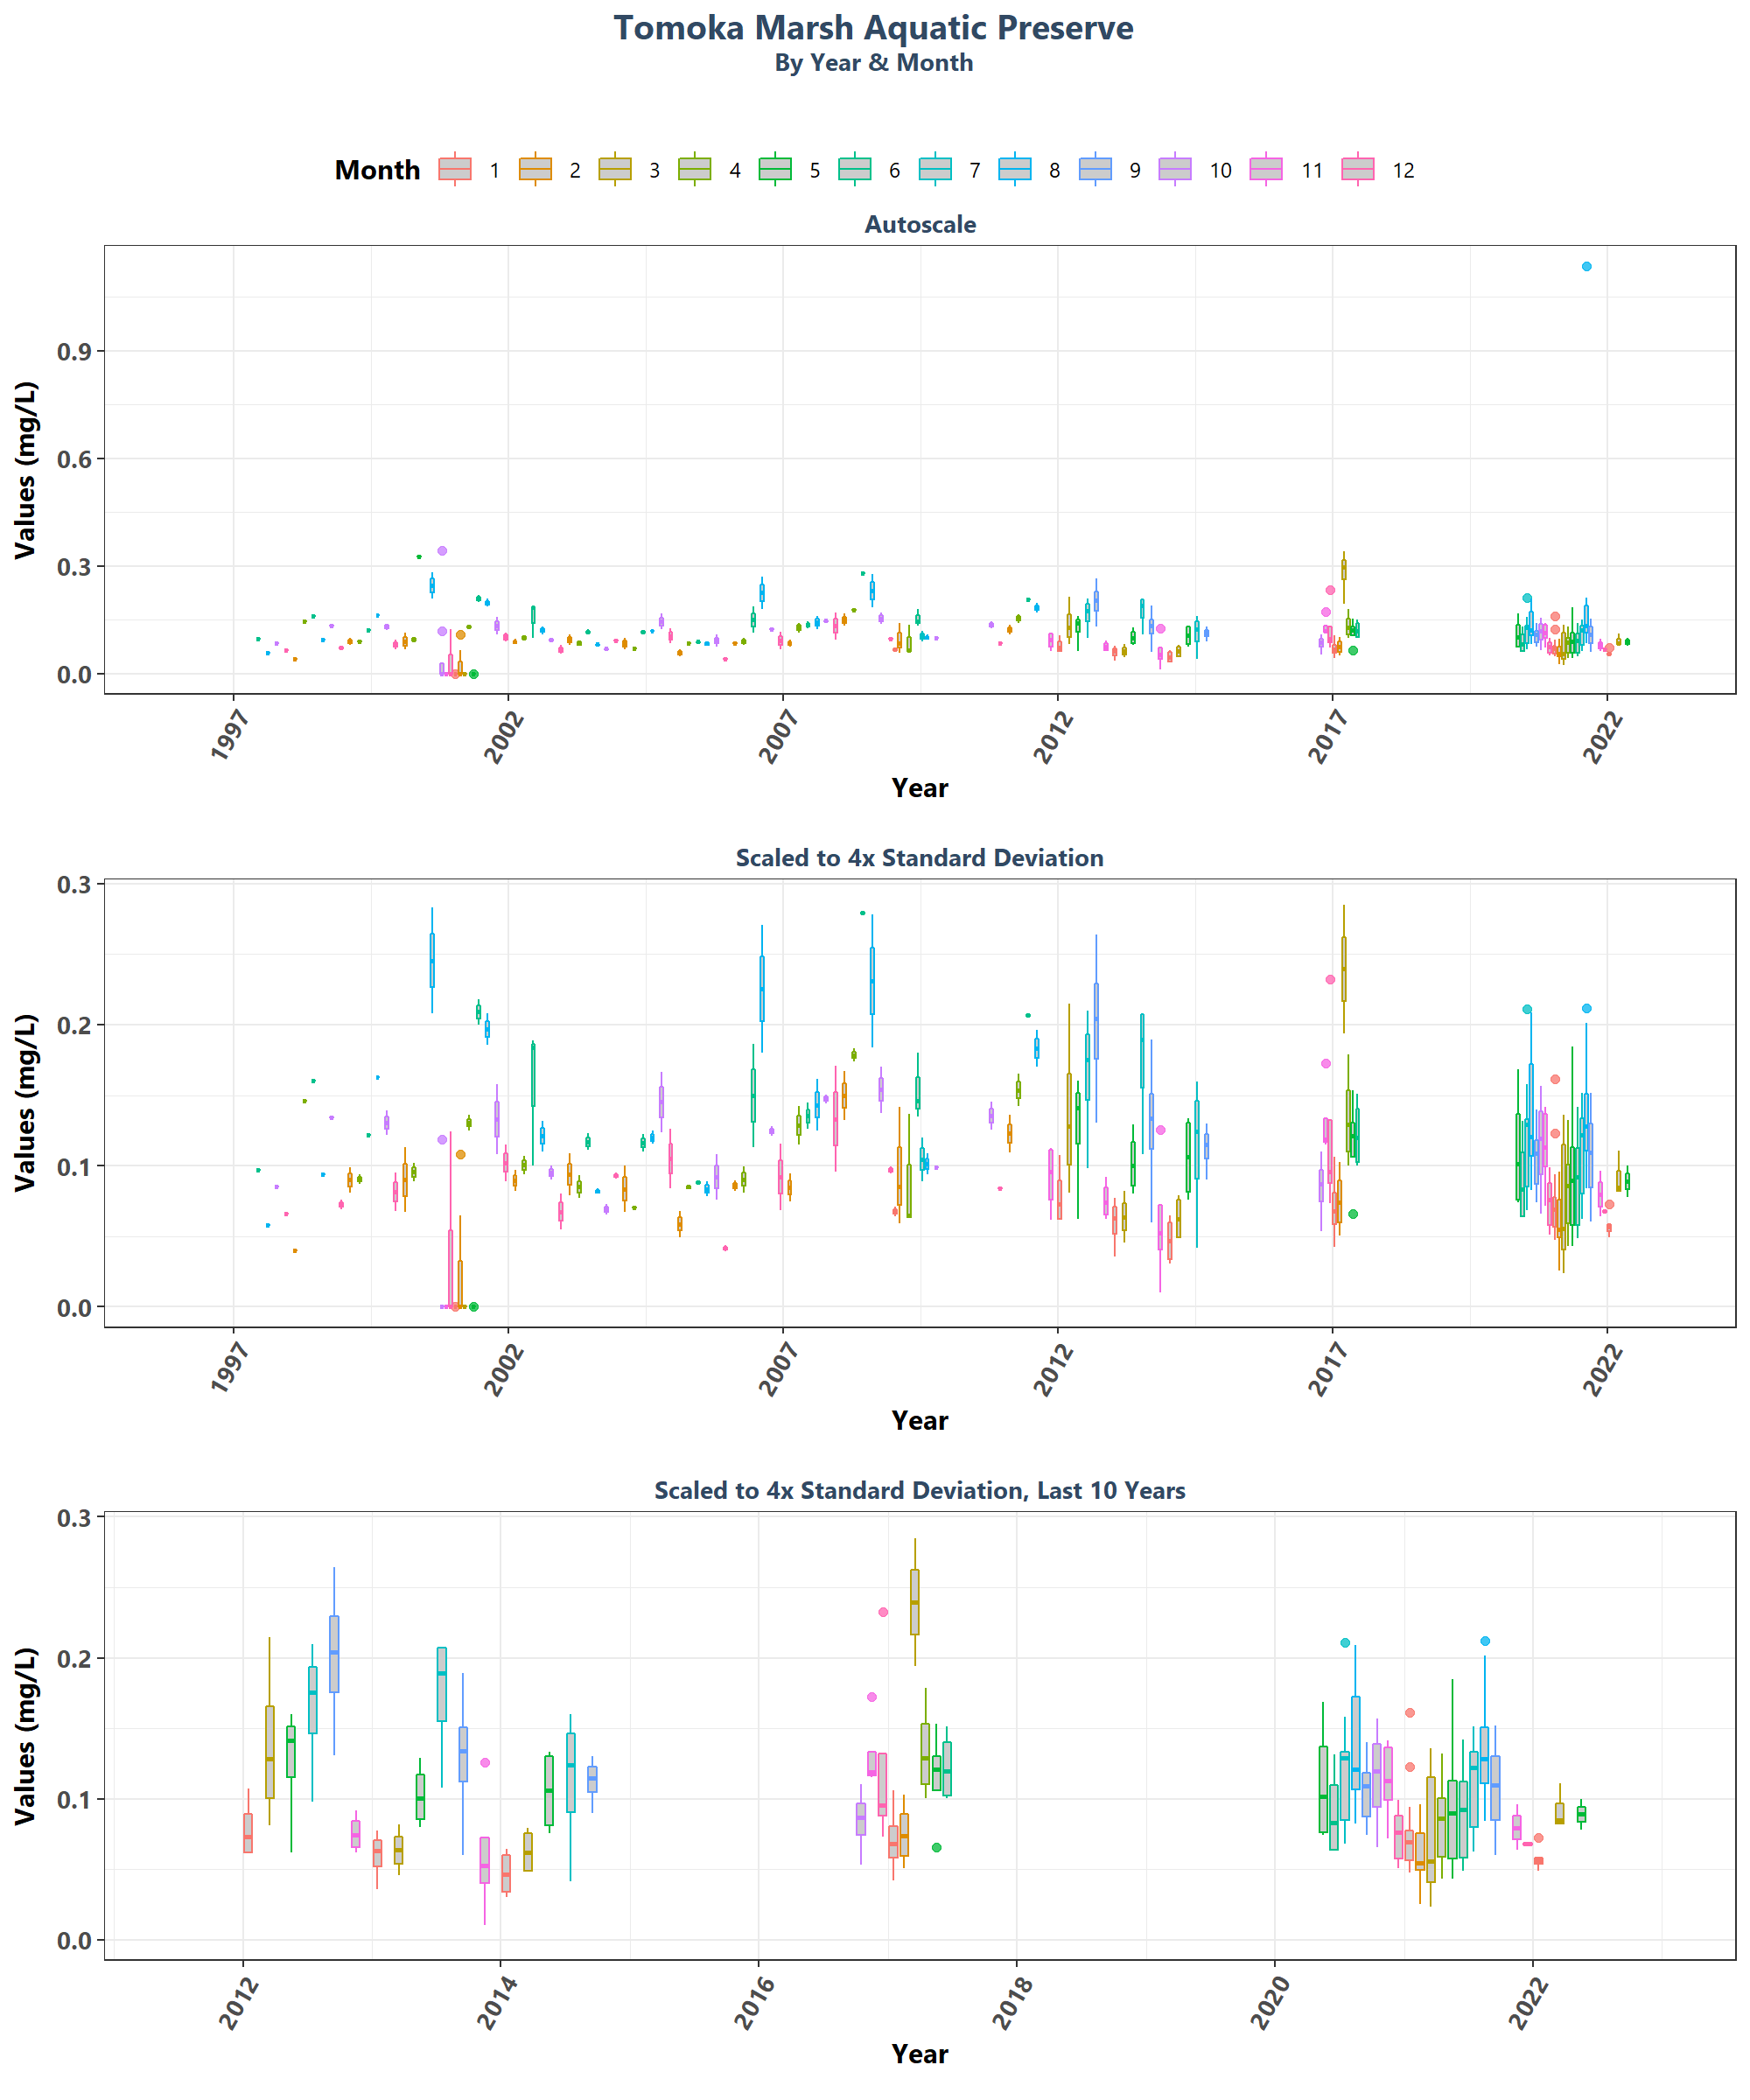 Tomoka Marsh Aquatic Preserve
By Year & Month
Month 1 2 3 4 5 6 7 8 9 10 11 12
Autoscale
Values (mg/L)
0.9
0.6
0.3
0.0
1997 2002 2007 2012 2017 2022
Year
Scaled to 4x Standard Deviation
Values (mg/L)
0.3
0.2
0.1
0.0
1997 2002 2007 2012 2017 2022
Year
Scaled to 4x Standard Deviation, Last 10 Years
Values (mg/L)
0.3
0.2
0.1
0.0
2012 2014 2016 2018 2020 2022
Year